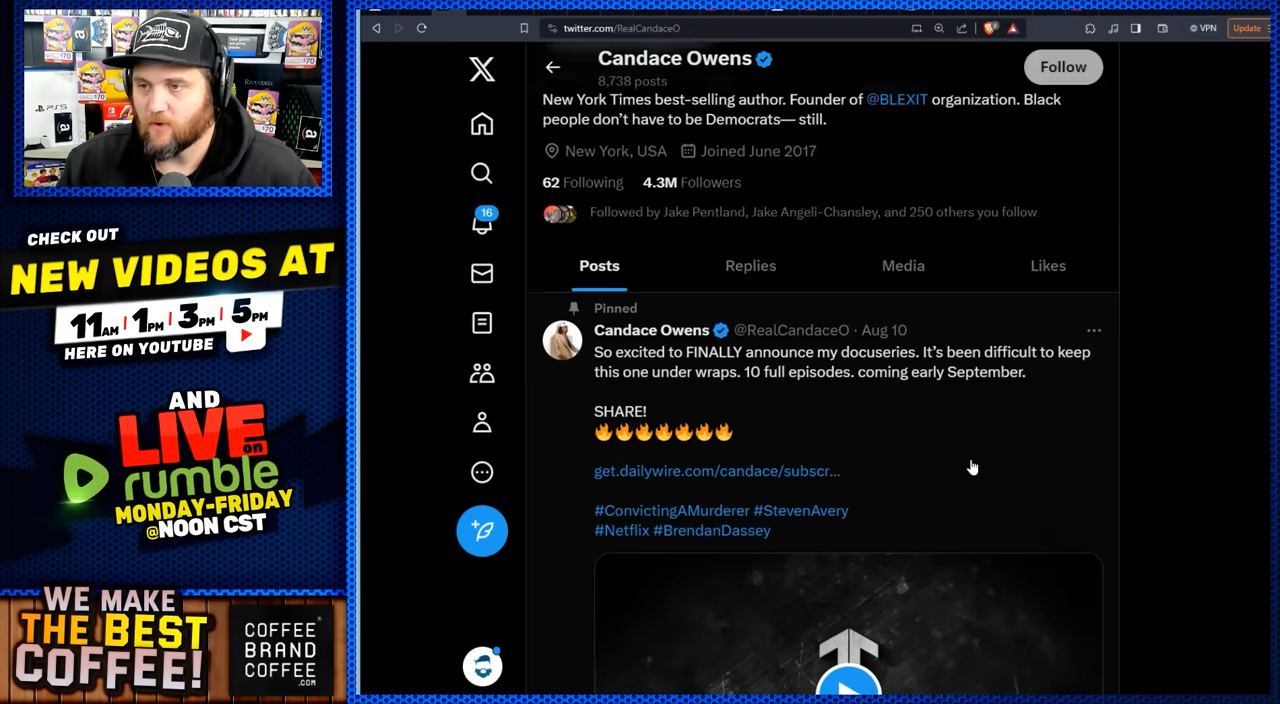 twitter.com/RealCandaceO
VPN
Update
Candace Owens
8,738 posts
Follow
New York Times best-selling author. Founder of @BLEXIT organization. Black
people don't have to be Democrats— still.
New York, USA
Joined June 2017
62 Following
4.3M Followers
Followed by Jake Pentland, Jake Angeli-Chansley, and 250 others you follow
Posts
Replies
Media
Likes
16
Pinned
Candace Owens @RealCandaceO · Aug 10
So excited to FINALLY announce my docuseries. It's been difficult to keep
this one under wraps. 10 full episodes. coming early September.
SHARE!
🔥🔥🔥🔥🔥🔥🔥
get.dailywire.com/candace/subscr...
#ConvictingAMurderer #StevenAvery
#Netflix #BrendanDassey
$70
$70
$70
RIVENDELL
PS5
CHECK OUT
NEW VIDEOS AT
11AM | 1PM | 3PM | 5PM
HERE ON YOUTUBE
AND
LIVE on
rumble
MONDAY-FRIDAY
@NOON CST
WE MAKE
THE BEST
COFFEE!
COFFEE
BRAND
COFFEE
.COM